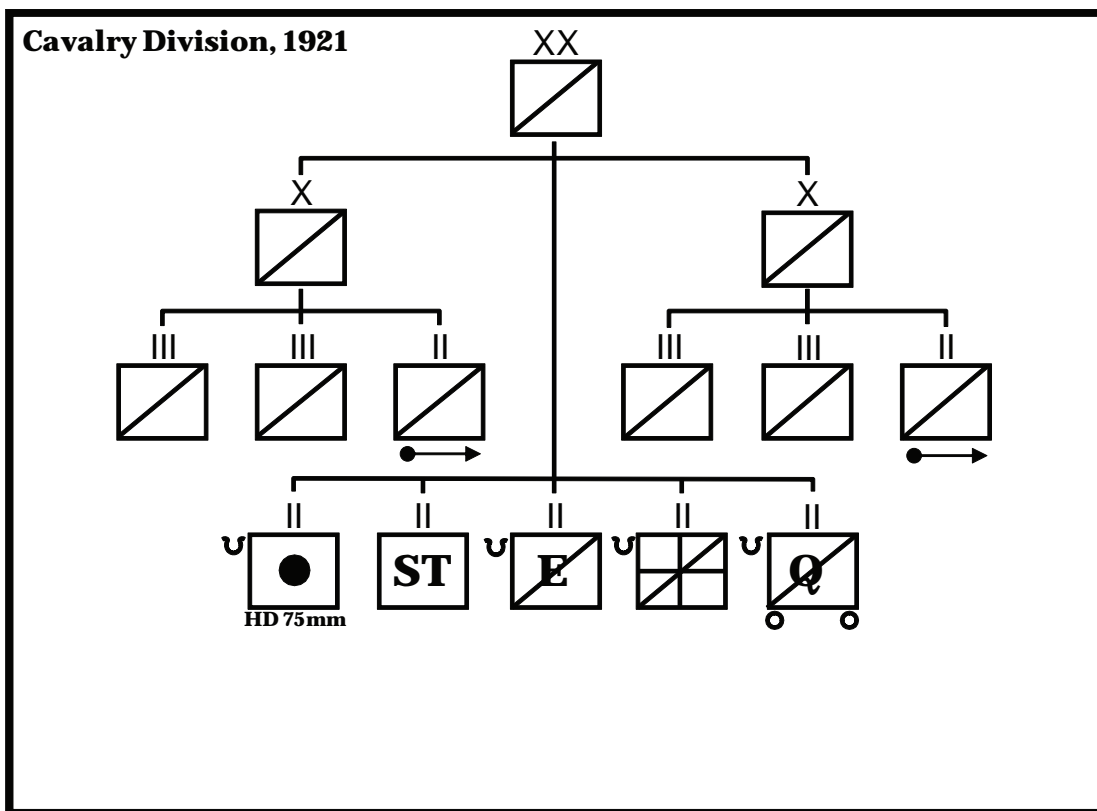 Cavalry Division, 1921
XX
X X
III III II III III II
II II II II II
ST E Q
HD 75mm